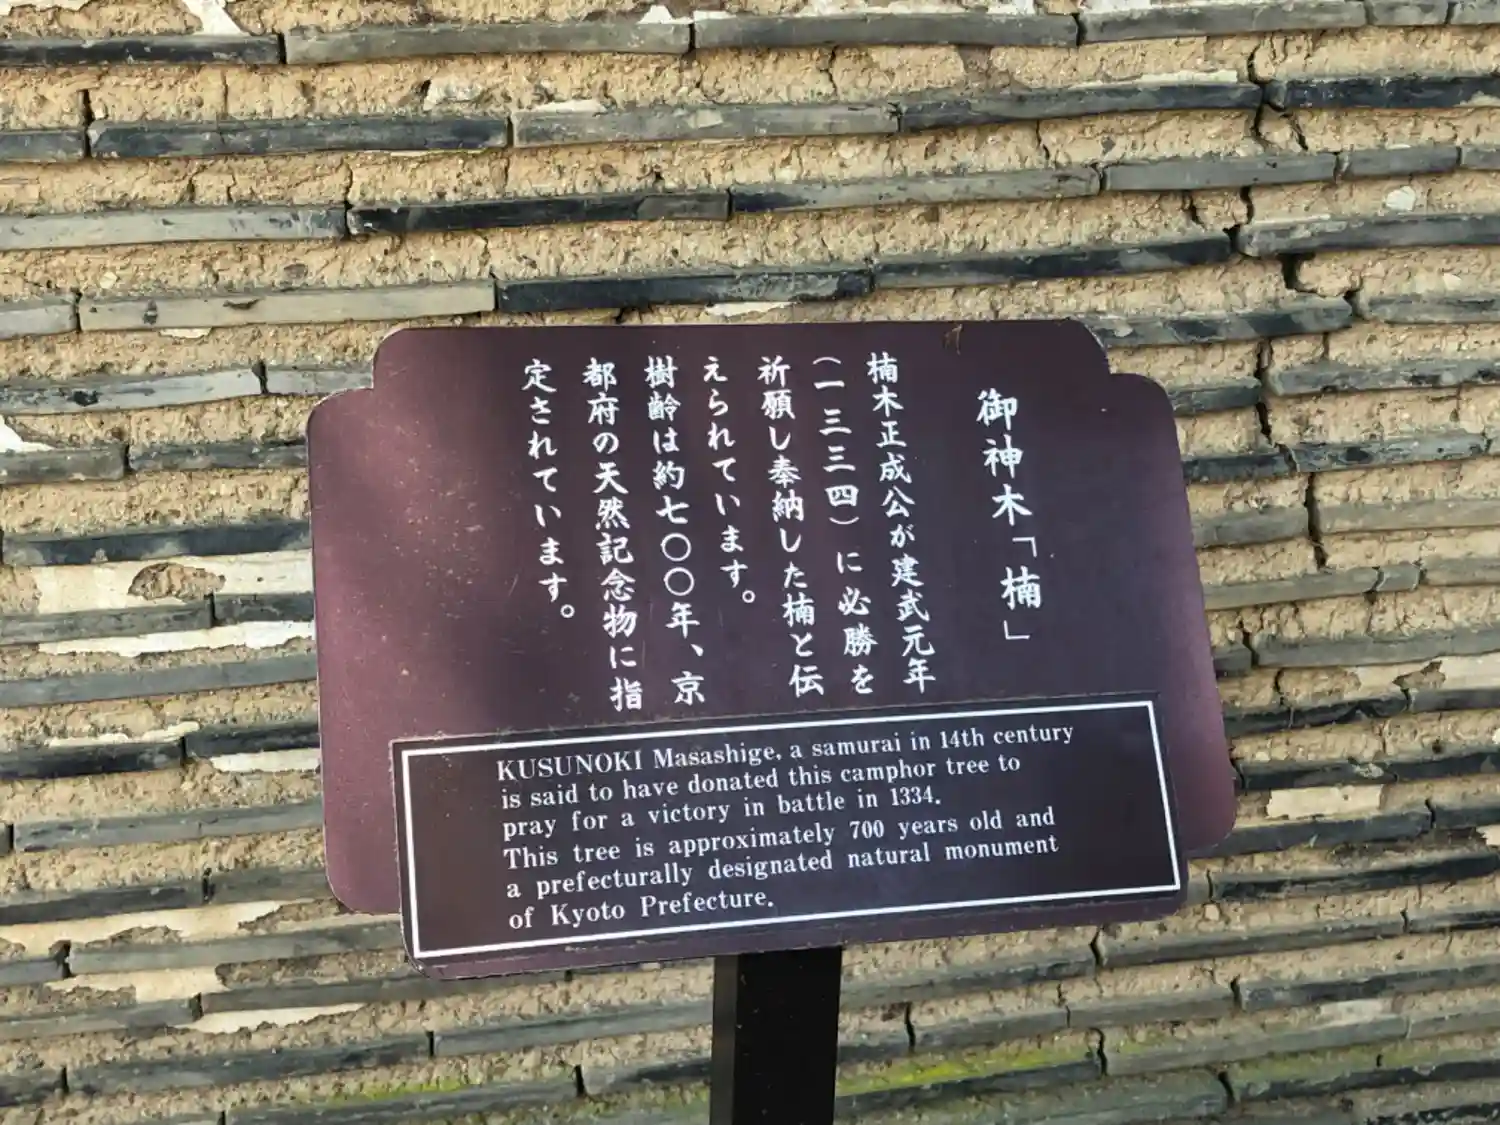 御神木「楠」
楠木正成公が建武元年
(一三三四)に必勝を
祈願し奉納した楠と伝
えられています。
樹齢は約七〇〇年、京
都府の天然記念物に指
定されています。
KUSUNOKI Masashige, a samurai in 14th century
is said to have donated this camphor tree to
pray for a victory in battle in 1334.
This tree is approximately 700 years old and
a prefecturally designated natural monument
of Kyoto Prefecture.